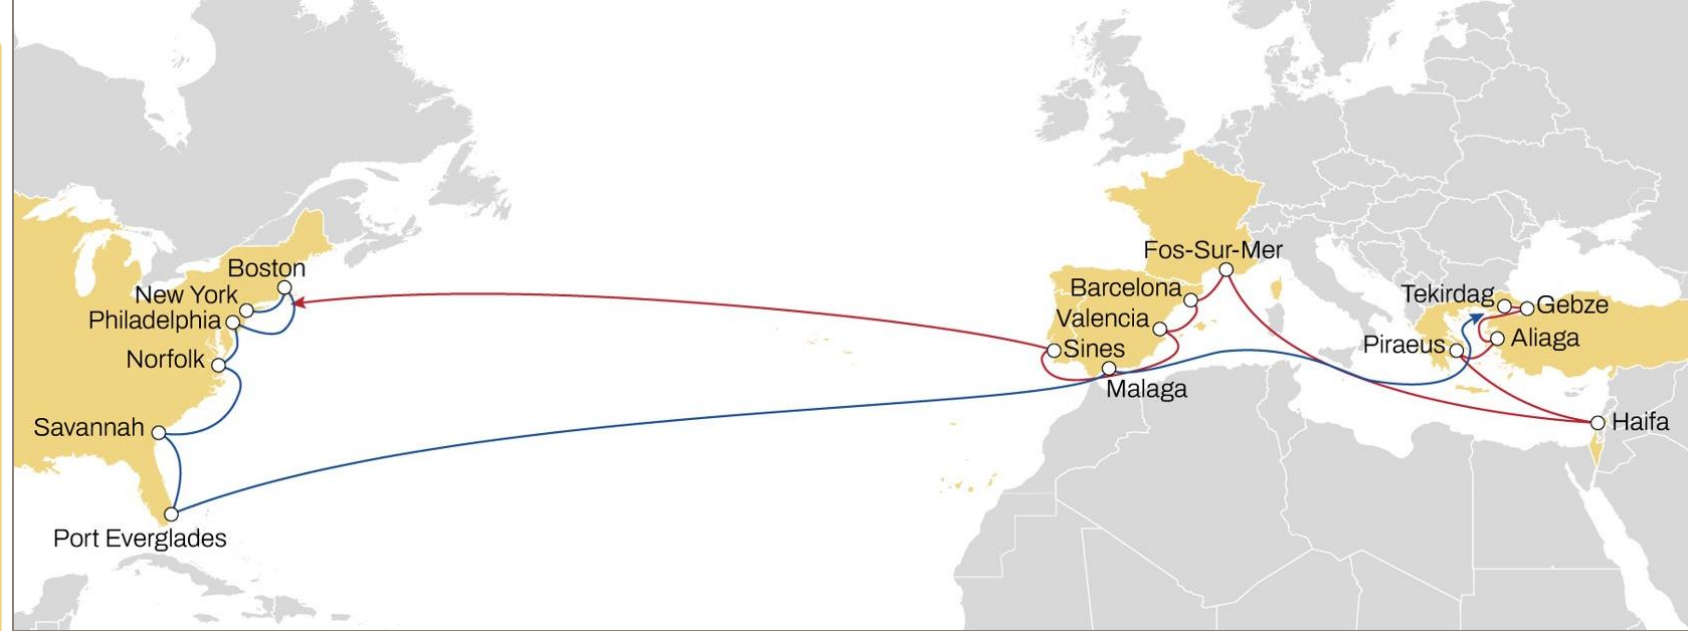 Fos-Sur-Mer
Boston
Barcelona
New York
Tekirdag
Gebze
Philadelphia
Valencia
Aliaga
Piraeus
Sines
Norfolk
Malaga
Haifa
Savannah
Port Everglades